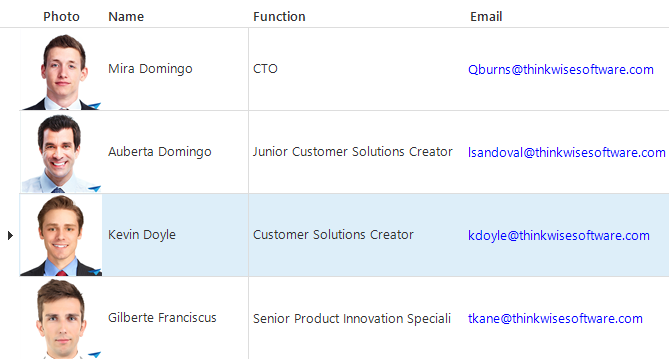 Photo Name Function Email
Mira Domingo CTO Qburns@thinkwisesoftware.com
Auberta Domingo Junior Customer Solutions Creator lsandoval@thinkwisesoftware.com
Kevin Doyle Customer Solutions Creator kdoyle@thinkwisesoftware.com
Gilberte Franciscus Senior Product Innovation Speciali tkane@thinkwisesoftware.com